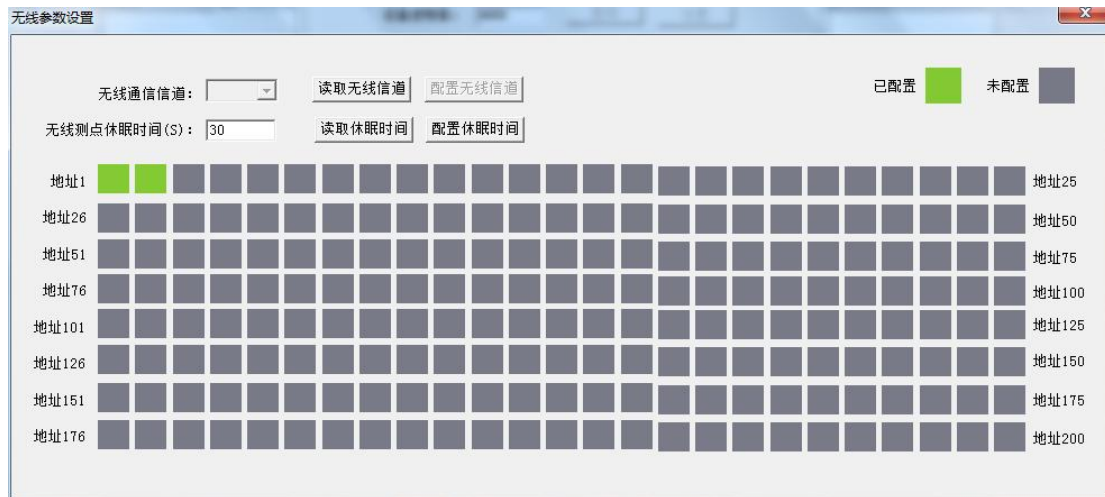 无线参数设置
无线通信信道： 读取无线信道 配置无线信道 已配置 未配置
无线测点休眠时间(S)： 30 读取休眠时间 配置休眠时间
地址1 地址25
地址26 地址50
地址51 地址75
地址76 地址100
地址101 地址125
地址126 地址150
地址151 地址175
地址176 地址200